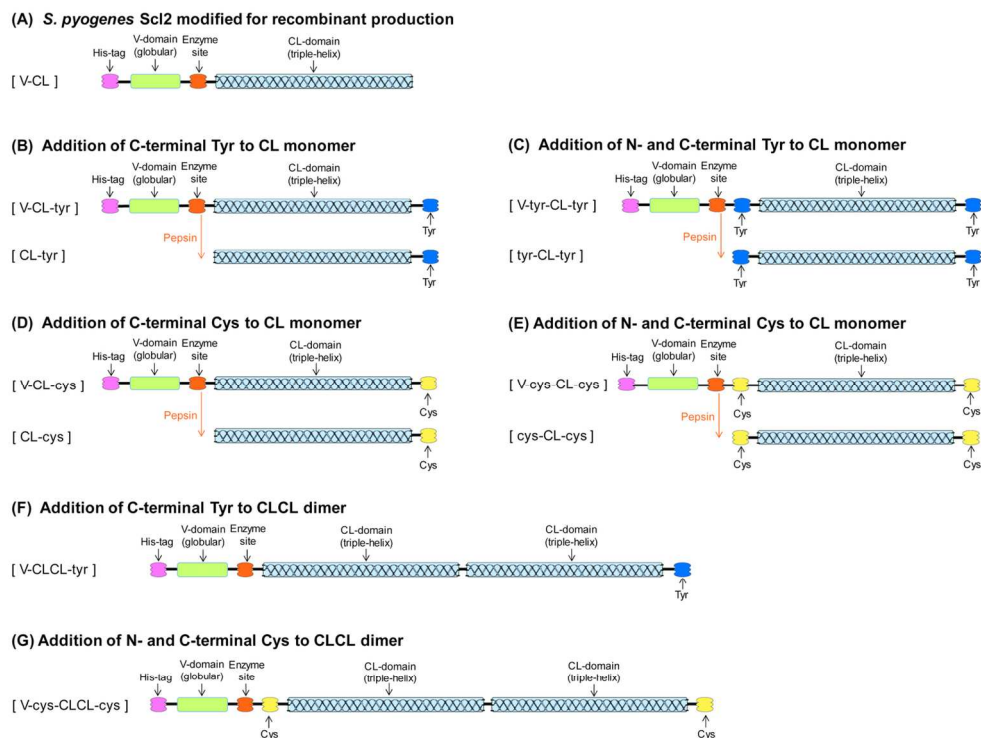 (A) S. pyogenes Scl2 modified for recombinant production
V-domain
(globular)
Enzyme
site
CL-domain
(triple-helix)
His-tag
[ V-CL ]
(B) Addition of C-terminal Tyr to CL monomer
V-domain
(globular)
Enzyme
site
CL-domain
(triple-helix)
His-tag
[ V-CL-tyr ]
Tyr
Pepsin
[ CL-tyr ]
Tyr
(C) Addition of N- and C-terminal Tyr to CL monomer
V-domain
(globular)
Enzyme
site
CL-domain
(triple-helix)
His-tag
[ V-tyr-CL-tyr ]
Tyr
Tyr
Pepsin
[ tyr-CL-tyr ]
Tyr
Tyr
(D) Addition of C-terminal Cys to CL monomer
V-domain
(globular)
Enzyme
site
CL-domain
(triple-helix)
His-tag
[ V-CL-cys ]
Cys
Pepsin
[ CL-cys ]
Cys
(E) Addition of N- and C-terminal Cys to CL monomer
V-domain
(globular)
Enzyme
site
CL-domain
(triple-helix)
His-tag
[ V-cys-CL-cys ]
Cys
Cys
Pepsin
[ cys-CL-cys ]
Cys
Cys
(F) Addition of C-terminal Tyr to CLCL dimer
V-domain
(globular)
Enzyme
site
CL-domain
(triple-helix)
CL-domain
(triple-helix)
His-tag
[ V-CLCL-tyr ]
Tyr
(G) Addition of N- and C-terminal Cys to CLCL dimer
V-domain
(globular)
Enzyme
site
CL-domain
(triple-helix)
CL-domain
(triple-helix)
His-tag
[ V-cys-CLCL-cys ]
Cys
Cys